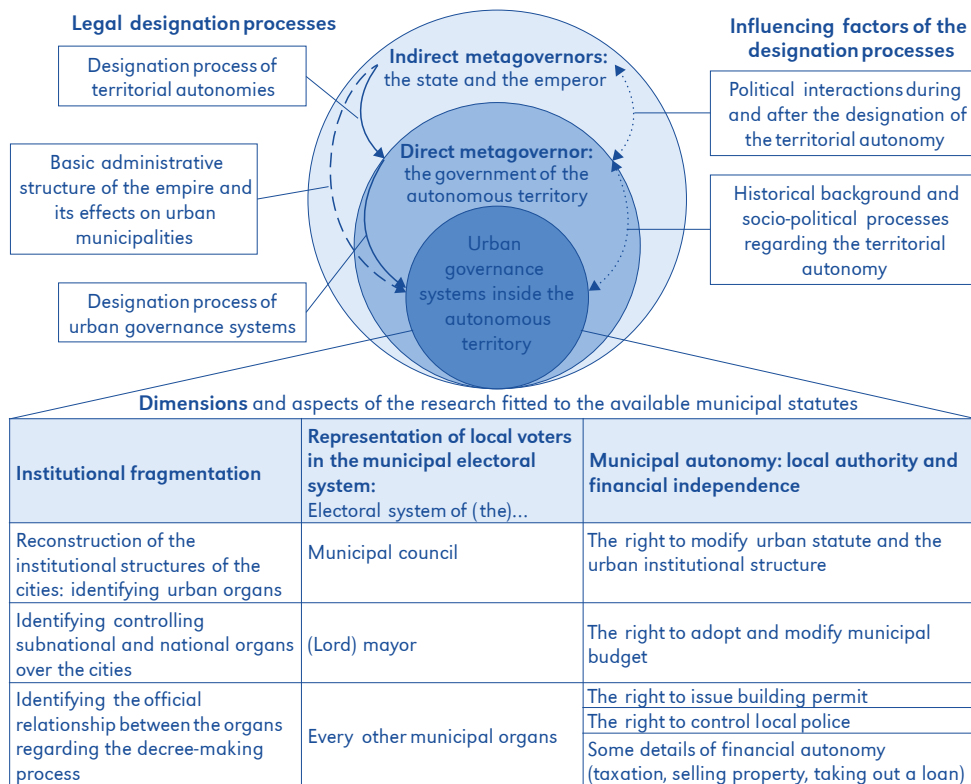 Legal designation processes
Designation process of
territorial autonomies
Basic administrative
structure of the empire and
its effects on urban
municipalities
Designation process of
urban governance systems
Indirect metagovernors:
the state and the emperor
Direct metagovernor:
the government of the
autonomous territory
Urban
governance
systems inside the
autonomous
territory
Influencing factors of the
designation processes
Political interactions during
and after the designation of
the territorial autonomy
Historical background and
socio-political processes
regarding the territorial
autonomy
Dimensions and aspects of the research fitted to the available municipal statutes
Institutional fragmentation
Representation of local voters
in the municipal electoral
system:
Electoral system of (the)...
Municipal autonomy: local authority and
financial independence
Reconstruction of the
institutional structures of the
cities: identifying urban organs
Municipal council
The right to modify urban statute and the
urban institutional structure
Identifying controlling
subnational and national organs
over the cities
(Lord) mayor
The right to adopt and modify municipal
budget
Identifying the official
relationship between the organs
regarding the decree-making
process
Every other municipal organs
The right to issue building permit
The right to control local police
Some details of financial autonomy
(taxation, selling property, taking out a loan)